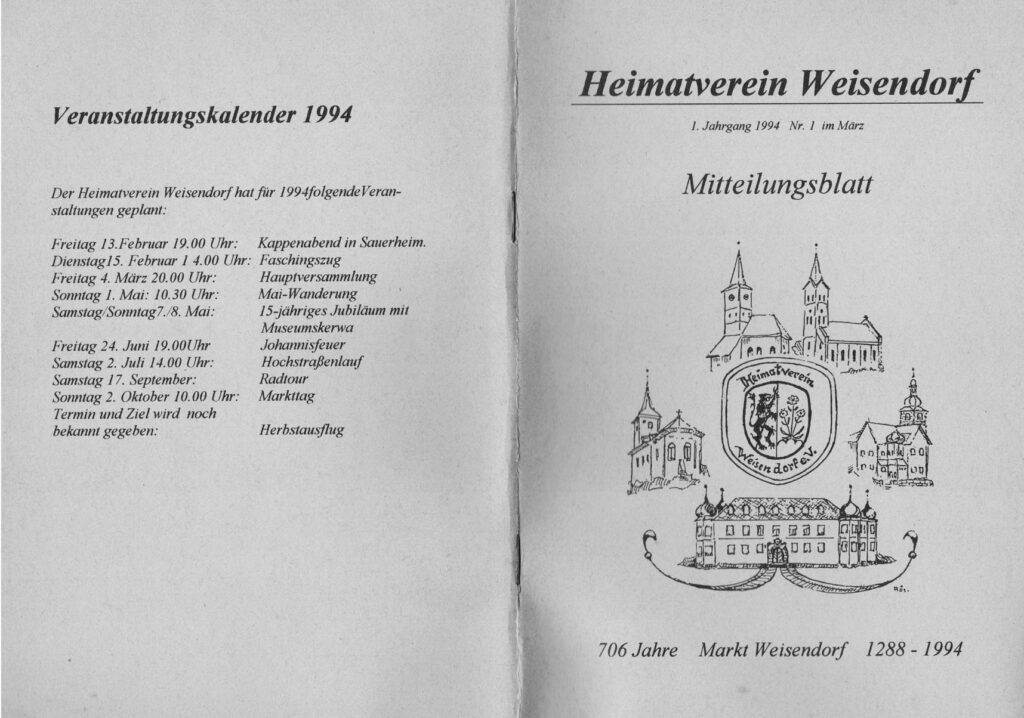 Veranstaltungskalender 1994
Der Heimatverein Weisendorf hat für 1994folgendeVeran-
staltungen geplant:
Freitag 13.Februar 19.00 Uhr: Kappenabend in Sauerheim.
Dienstag15. Februar 1 4.00 Uhr: Faschingszug
Freitag 4. März 20.00 Uhr: Hauptversammlung
Sonntag 1. Mai: 10.30 Uhr: Mai-Wanderung
Samstag/Sonntag7./8. Mai: 15-jähriges Jubiläum mit
Museumskerwa
Freitag 24. Juni 19.00Uhr Johannisfeuer
Samstag 2. Juli 14.00 Uhr: Hochstraßenlauf
Samstag 17. September: Radtour
Sonntag 2. Oktober 10.00 Uhr: Markttag
Termin und Ziel wird noch
bekannt gegeben: Herbstausflug
Heimatverein Weisendorf
1. Jahrgang 1994 Nr. 1 im März
Mitteilungsblatt
Heimatverein
Weisendorf e.V.
706 Jahre Markt Weisendorf 1288 - 1994